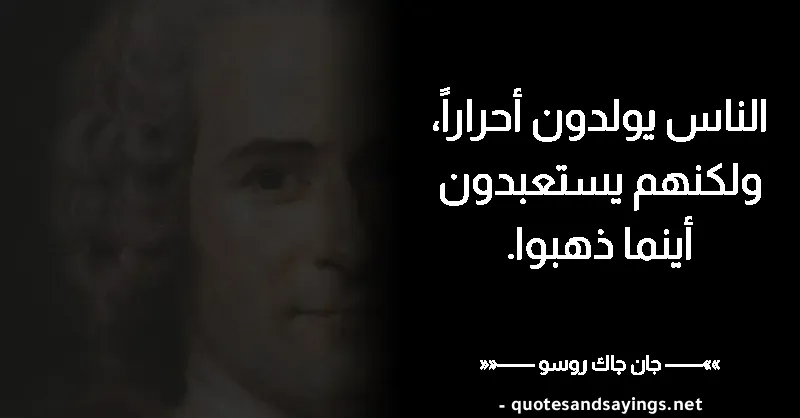 الناس يولدون أحراراً،
ولكنهم يستعبدون
أينما ذهبوا.
»»—— جان جاك روسو ——««
- quotesandsayings.net